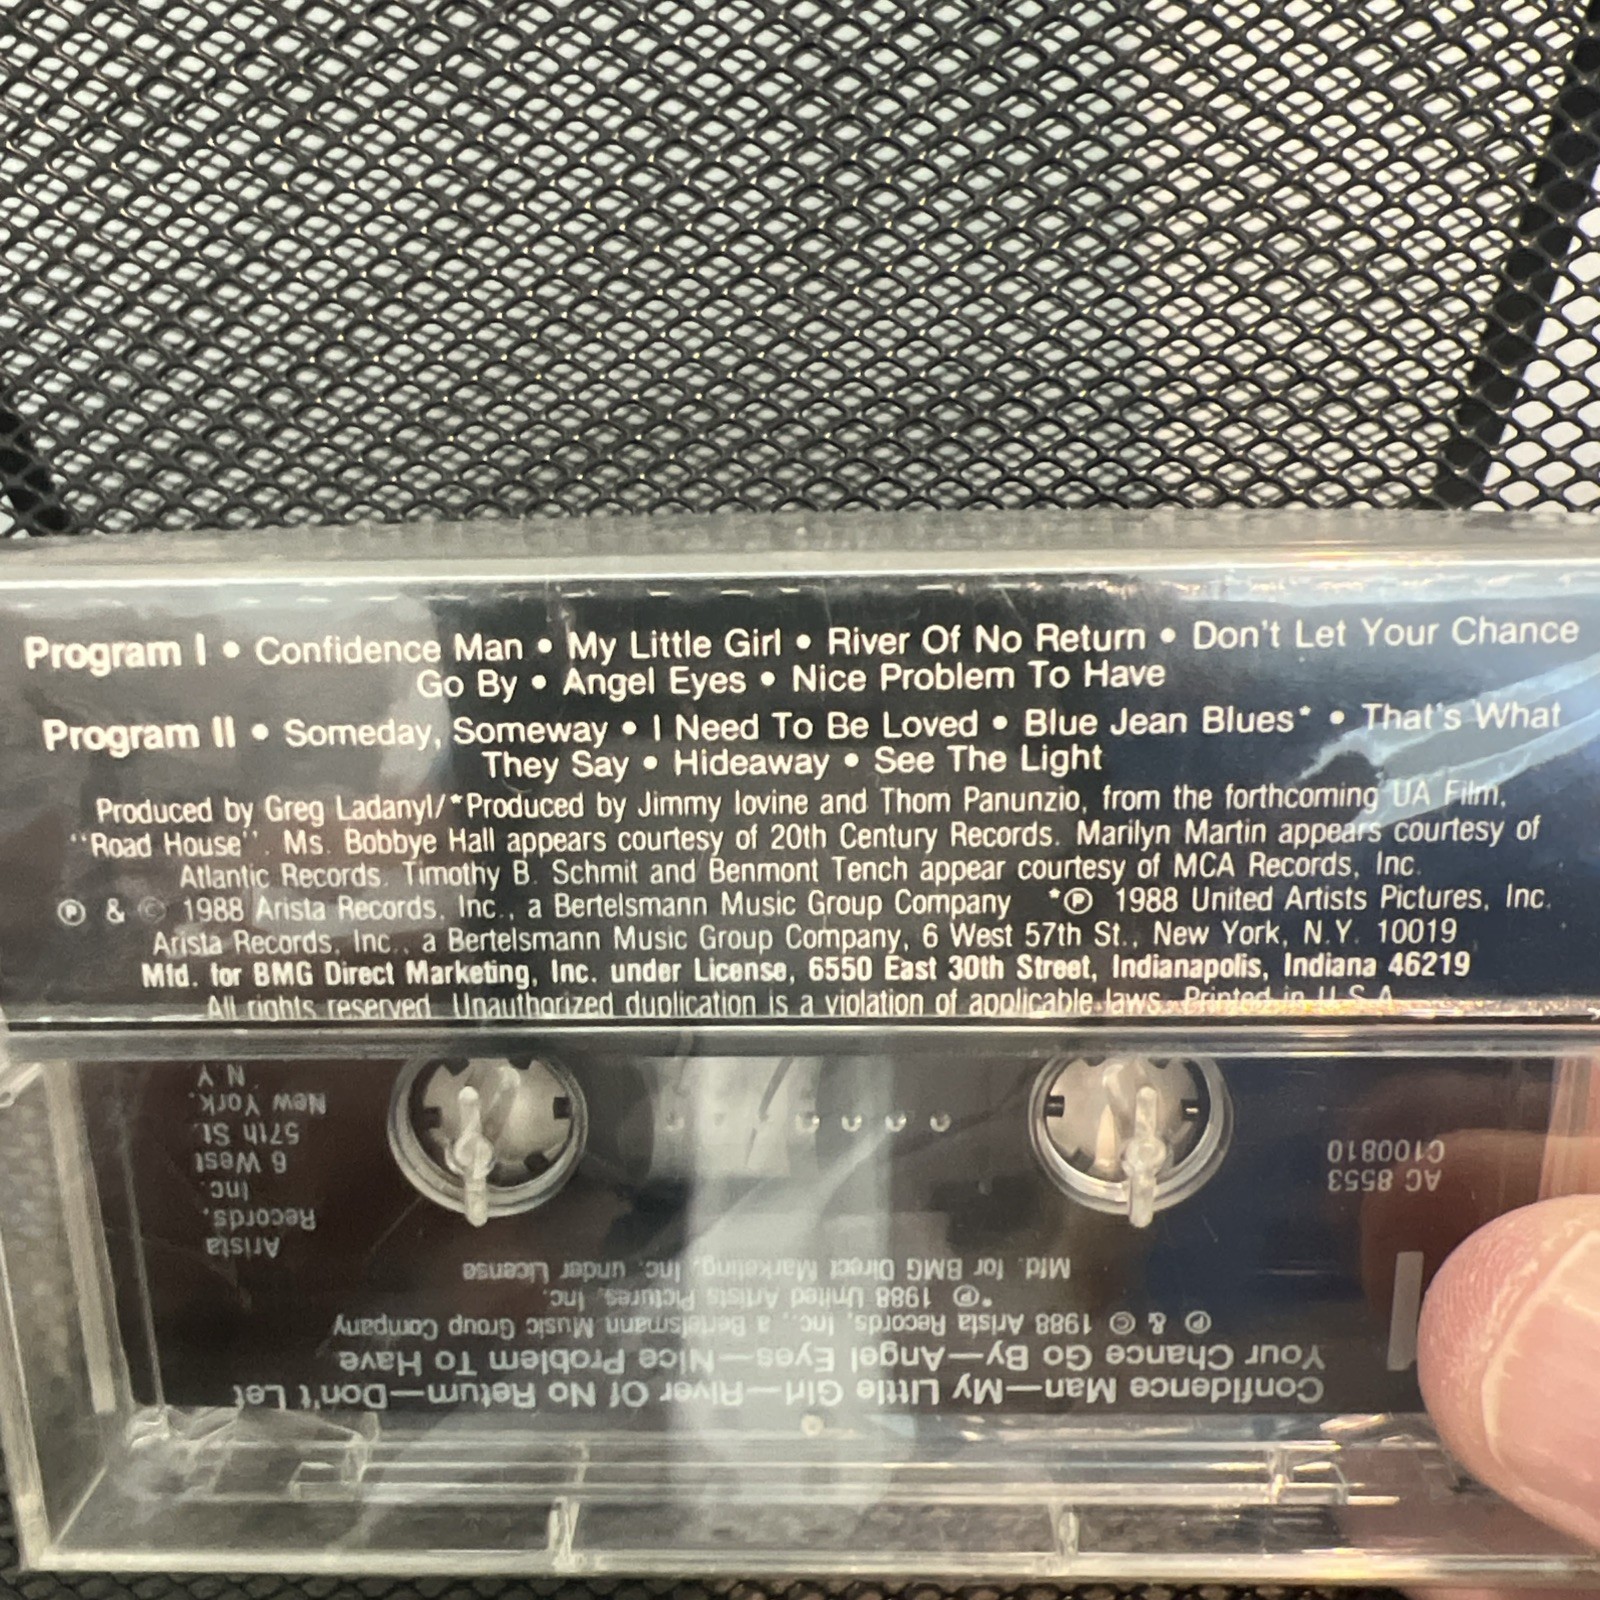 Program I • Confidence Man • My Little Girl • River Of No Return • Don't Let Your Chance
Go By • Angel Eyes • Nice Problem To Have
Program II • Someday, Someway • I Need To Be Loved • Blue Jean Blues* • That's What
They Say • Hideaway • See The Light
Produced by Greg Ladanyl/*Produced by Jimmy Iovine and Thom Panunzio, from the forthcoming UA Film,
"Road House". Ms. Bobbye Hall appears courtesy of 20th Century Records. Marilyn Martin appears courtesy of
Atlantic Records. Timothy B. Schmit and Benmont Tench appear courtesy of MCA Records, Inc.
℗ & © 1988 Arista Records, Inc., a Bertelsmann Music Group Company *℗ 1988 United Artists Pictures, Inc.
Arista Records, Inc., a Bertelsmann Music Group Company, 6 West 57th St., New York, N.Y. 10019
Mfd. for BMG Direct Marketing, Inc. under License, 6550 East 30th Street, Indianapolis, Indiana 46219
All rights reserved. Unauthorized duplication is a violation of applicable laws. Printed in U.S.A.
Confidence Man—My Little Girl—River Of No Return—Don't Let
Your Chance Go By—Angel Eyes—Nice Problem To Have
℗ & © 1988 Arista Records, Inc., a Bertelsmann Music Group Company
*℗ 1988 United Artists Pictures, Inc.
Mfd. for BMG Direct Marketing, Inc. under License
AC 8553
C100810
Arista
Records,
Inc.
6 West
57th St.
New York,
N.Y.